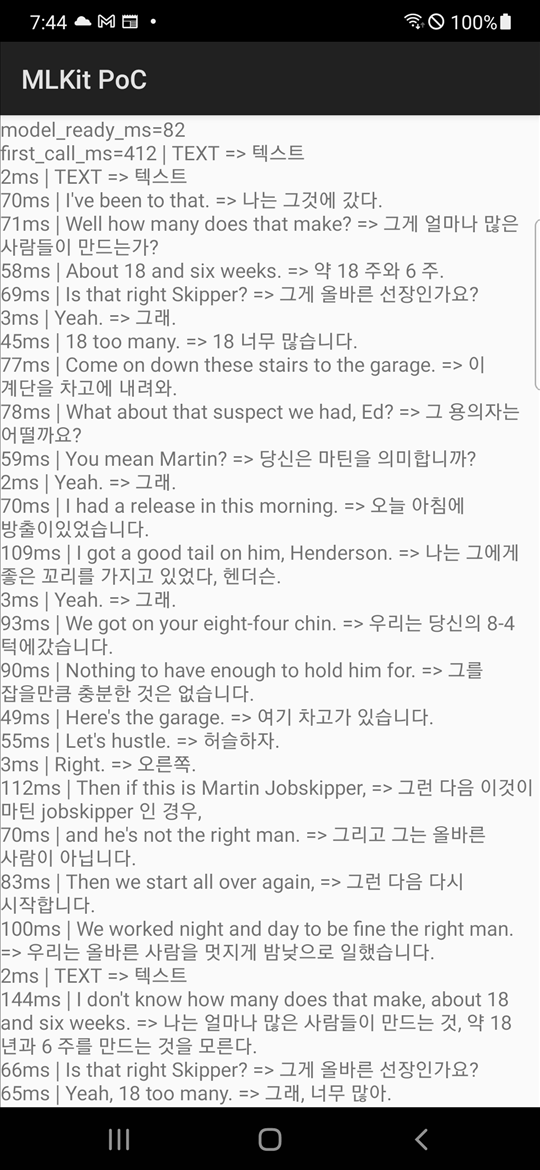 7:44 100%
MLKit PoC
model_ready_ms=82
first_call_ms=412 | TEXT => 텍스트
2ms | TEXT => 텍스트
70ms | I've been to that. => 나는 그것에 갔다.
71ms | Well how many does that make? => 그게 얼마나 많은
사람들이 만드는가?
58ms | About 18 and six weeks. => 약 18 주와 6 주.
69ms | Is that right Skipper? => 그게 올바른 선장인가요?
3ms | Yeah. => 그래.
45ms | 18 too many. => 18 너무 많습니다.
77ms | Come on down these stairs to the garage. => 이
계단을 차고에 내려와.
78ms | What about that suspect we had, Ed? => 그 용의자는
어떨까요?
59ms | You mean Martin? => 당신은 마틴을 의미합니까?
2ms | Yeah. => 그래.
70ms | I had a release in this morning. => 오늘 아침에
방출이있었습니다.
109ms | I got a good tail on him, Henderson. => 나는 그에게
좋은 꼬리를 가지고 있었다, 헨더슨.
3ms | Yeah. => 그래.
93ms | We got on your eight-four chin. => 우리는 당신의 8-4
턱에갔습니다.
90ms | Nothing to have enough to hold him for. => 그를
잡을만큼 충분한 것은 없습니다.
49ms | Here's the garage. => 여기 차고가 있습니다.
55ms | Let's hustle. => 허슬하자.
3ms | Right. => 오른쪽.
112ms | Then if this is Martin Jobskipper, => 그런 다음 이것이
마틴 jobskipper 인 경우,
70ms | and he's not the right man. => 그리고 그는 올바른
사람이 아닙니다.
83ms | Then we start all over again, => 그런 다음 다시
시작합니다.
100ms | We worked night and day to be fine the right man.
=> 우리는 올바른 사람을 멋지게 밤낮으로 일했습니다.
2ms | TEXT => 텍스트
144ms | I don't know how many does that make, about 18
and six weeks. => 나는 얼마나 많은 사람들이 만드는 것, 약 18
년과 6 주를 만드는 것을 모른다.
66ms | Is that right Skipper? => 그게 올바른 선장인가요?
65ms | Yeah, 18 too many. => 그래, 너무 많아.